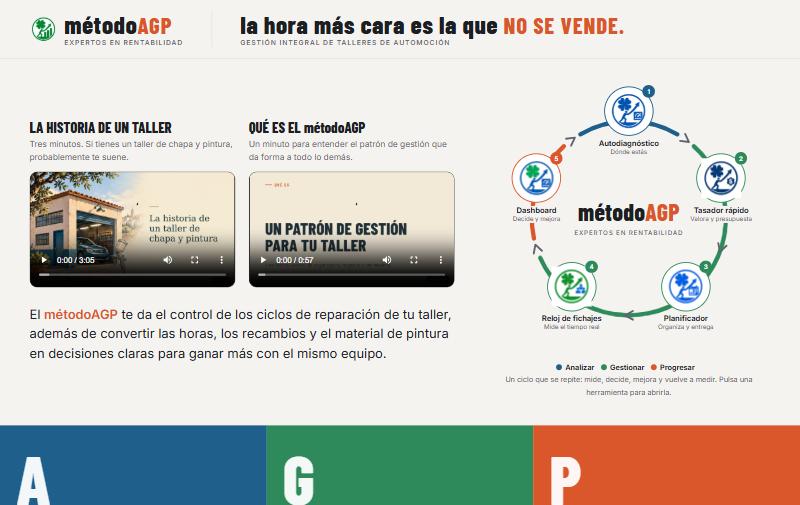 métodoAGP
EXPERTOS EN RENTABILIDAD
la hora más cara es la que NO SE VENDE.
GESTIÓN INTEGRAL DE TALLERES DE AUTOMOCIÓN
LA HISTORIA DE UN TALLER
Tres minutos. Si tienes un taller de chapa y pintura,
probablemente te suene.
La historia de
un taller de
chapa y pintura
0:00 / 3:05
QUÉ ES EL métodoAGP
Un minuto para entender el patrón de gestión que
da forma a todo lo demás.
UN PATRÓN DE GESTIÓN
PARA TU TALLER
0:00 / 0:57
El métodoAGP te da el control de los ciclos de reparación de tu taller,
además de convertir las horas, los recambios y el material de pintura
en decisiones claras para ganar más con el mismo equipo.
1
Autodiagnóstico
Dónde estás
2
Tasador rápido
Valora y presupuesta
3
Planificador
Organiza y entrega
4
Reloj de fichajes
Mide el tiempo real
5
Dashboard
Decide y mejora
métodoAGP
EXPERTOS EN RENTABILIDAD
Analizar Gestionar Progresar
Un ciclo que se repite: mide, decide, mejora y vuelve a medir. Pulsa una
herramienta para abrirla.
A
G
P